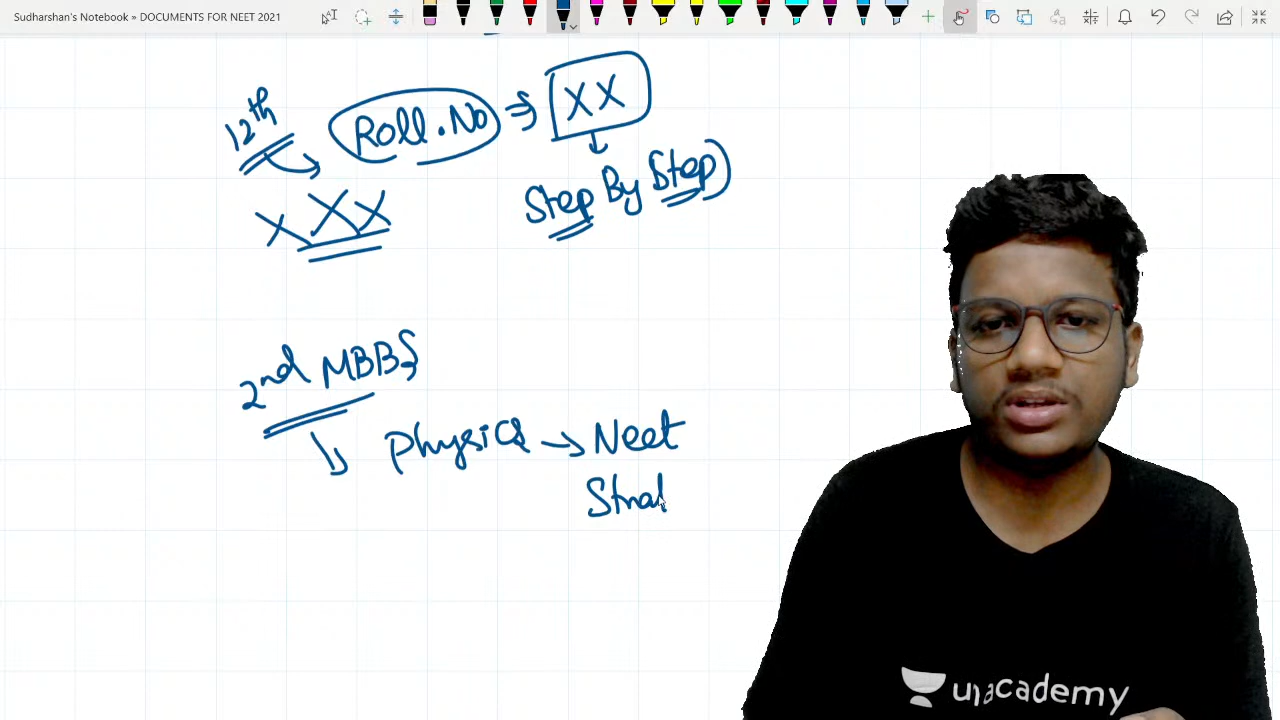 Sudharshan's Notebook » DOCUMENTS FOR NEET 2021
12th Roll.No ⇒ XX
XXX
Step By Step)
2nd MBBS
Physics → Neet
Strat
unacademy